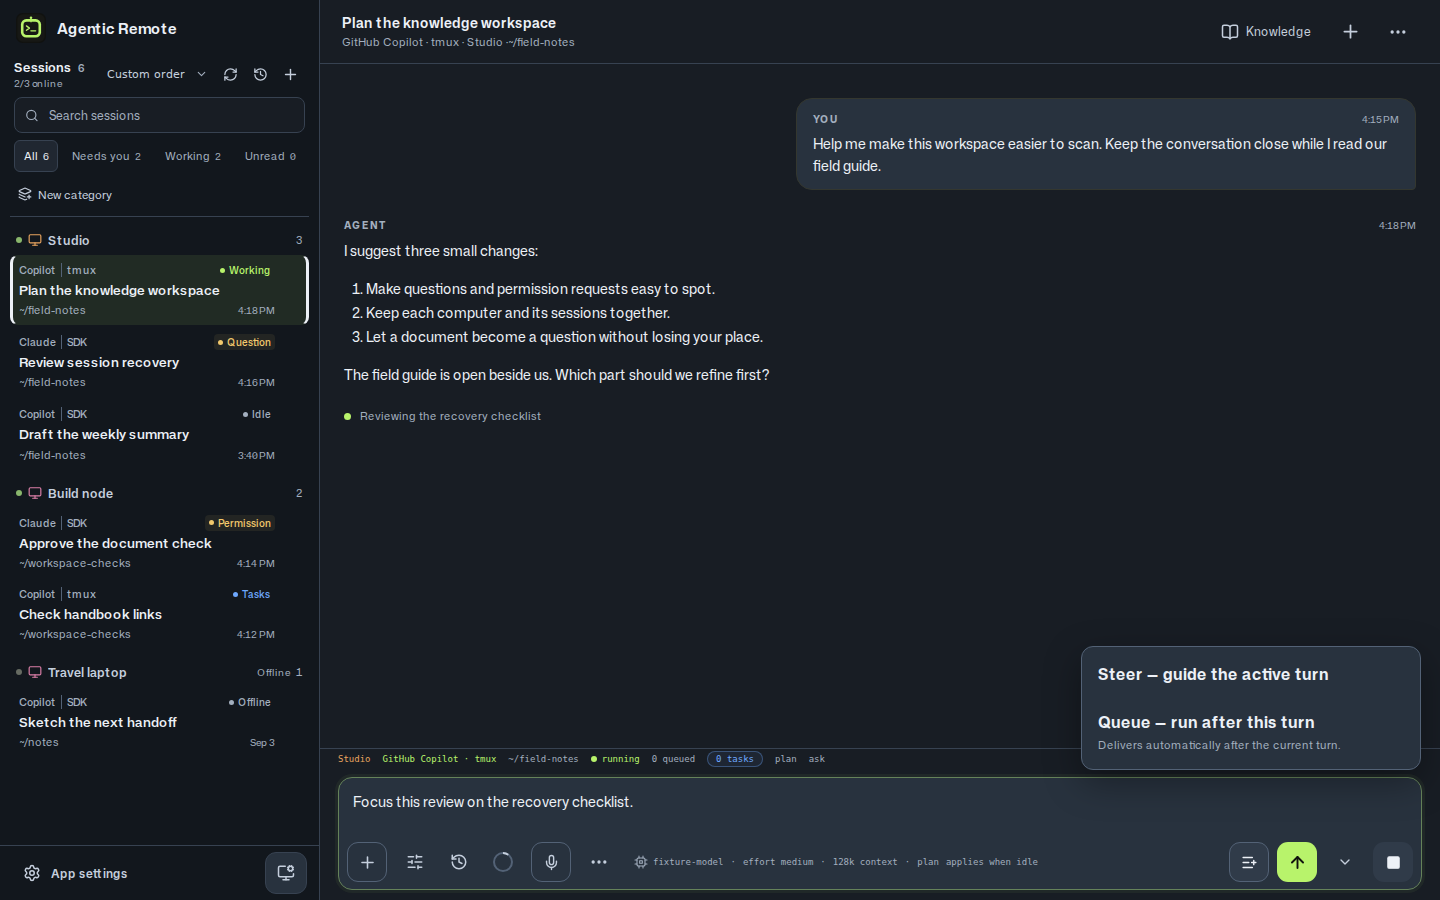 Agentic Remote
Sessions 6
2/3 online
Custom order
Search sessions
All 6
Needs you 2
Working 2
Unread 0
New category
Studio 3
Copilot | tmux Working
Plan the knowledge workspace
~/field-notes 4:18 PM
Claude | SDK Question
Review session recovery
~/field-notes 4:16 PM
Copilot | SDK Idle
Draft the weekly summary
~/field-notes 3:40 PM
Build node 2
Claude | SDK Permission
Approve the document check
~/workspace-checks 4:14 PM
Copilot | tmux Tasks
Check handbook links
~/workspace-checks 4:12 PM
Travel laptop Offline 1
Copilot | SDK Offline
Sketch the next handoff
~/notes Sep 3
App settings
Plan the knowledge workspace
GitHub Copilot · tmux · Studio · ~/field-notes
Knowledge
YOU 4:15 PM
Help me make this workspace easier to scan. Keep the conversation close while I read our
field guide.
AGENT 4:18 PM
I suggest three small changes:
1. Make questions and permission requests easy to spot.
2. Keep each computer and its sessions together.
3. Let a document become a question without losing your place.
The field guide is open beside us. Which part should we refine first?
Reviewing the recovery checklist
Steer – guide the active turn
Queue – run after this turn
Delivers automatically after the current turn.
Studio GitHub Copilot · tmux ~/field-notes running 0 queued 0 tasks plan ask
Focus this review on the recovery checklist.
fixture-model · effort medium · 128k context · plan applies when idle